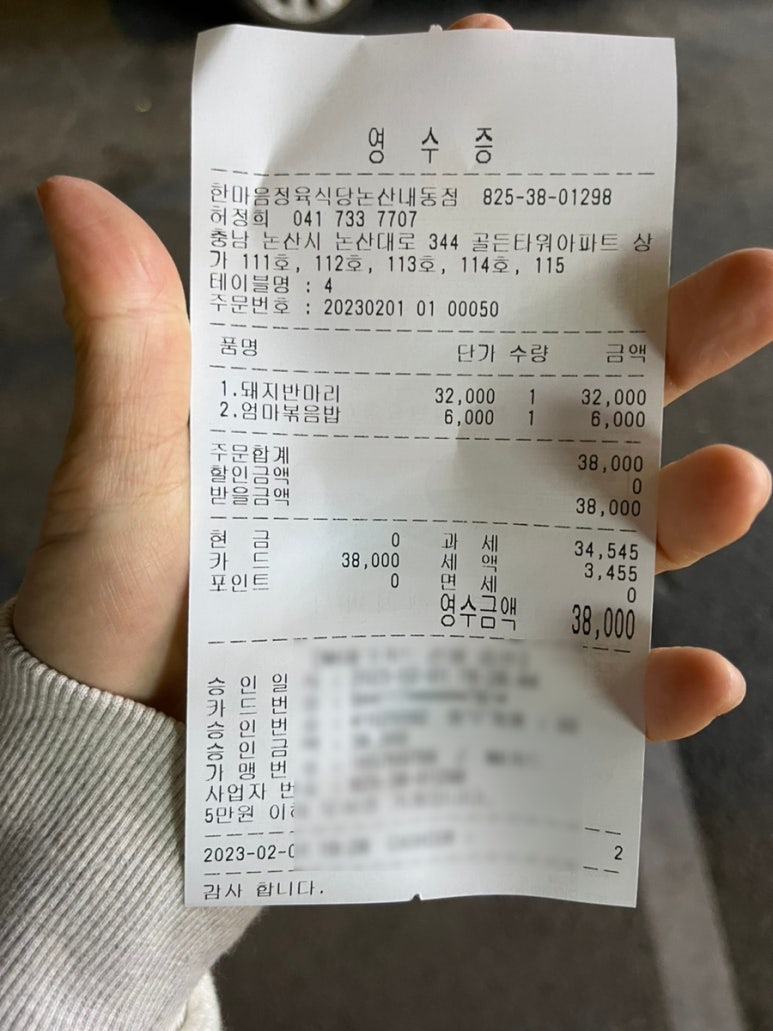 영 수 증
한마음정육식당논산내동점 825-38-01298
허정희 041 733 7707
충남 논산시 논산대로 344 골든타워아파트 상
가 111호, 112호, 113호, 114호, 115
테이블명 : 4
주문번호 : 20230201 01 00050
품명 단가 수량 금액
1.돼지반마리 32,000 1 32,000
2.엄마볶음밥 6,000 1 6,000
주문합계 38,000
할인금액 0
받을금액 38,000
현 금 0 과 세 34,545
카 드 38,000 세 액 3,455
포인트 0 면 세 0
영수금액 38,000
승 인 일
카 드 번
승 인 번
승 인 금
가 맹 번
사업자 번
5만원
2023-02-0 2
감사 합니다.